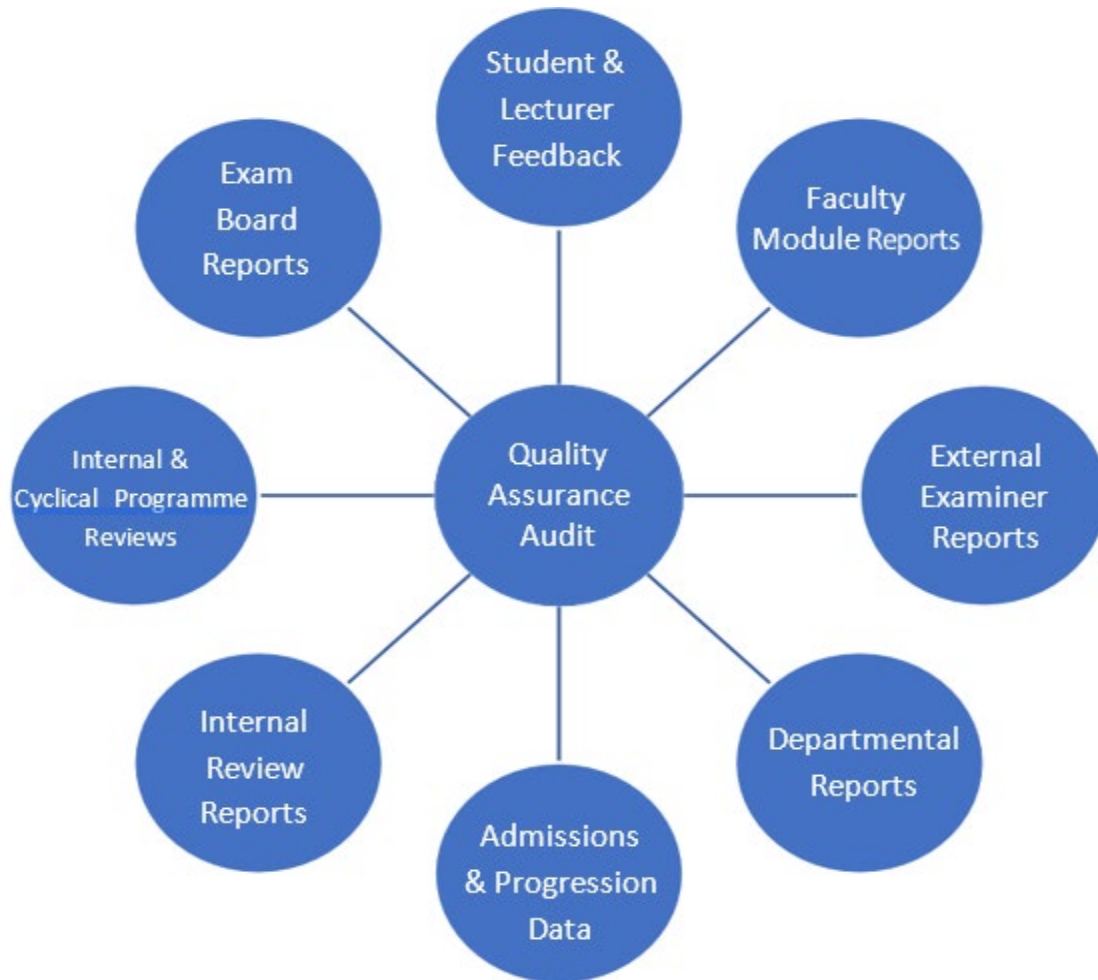 Student &
Lecturer
Feedback
Exam
Board
Reports
Faculty
Module Reports
Internal &
Cyclical Programme
Reviews
Quality
Assurance
Audit
External
Examiner
Reports
Internal
Review
Reports
Departmental
Reports
Admissions
& Progression
Data